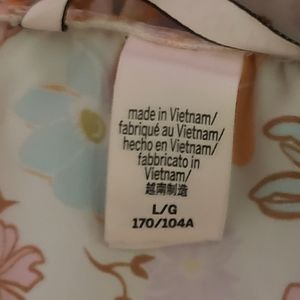 made in Vietnam/
fabriqué au Vietnam/
hecho en Vietnam/
fabbricato in
Vietnam/
越南制造
L/G
170/104A